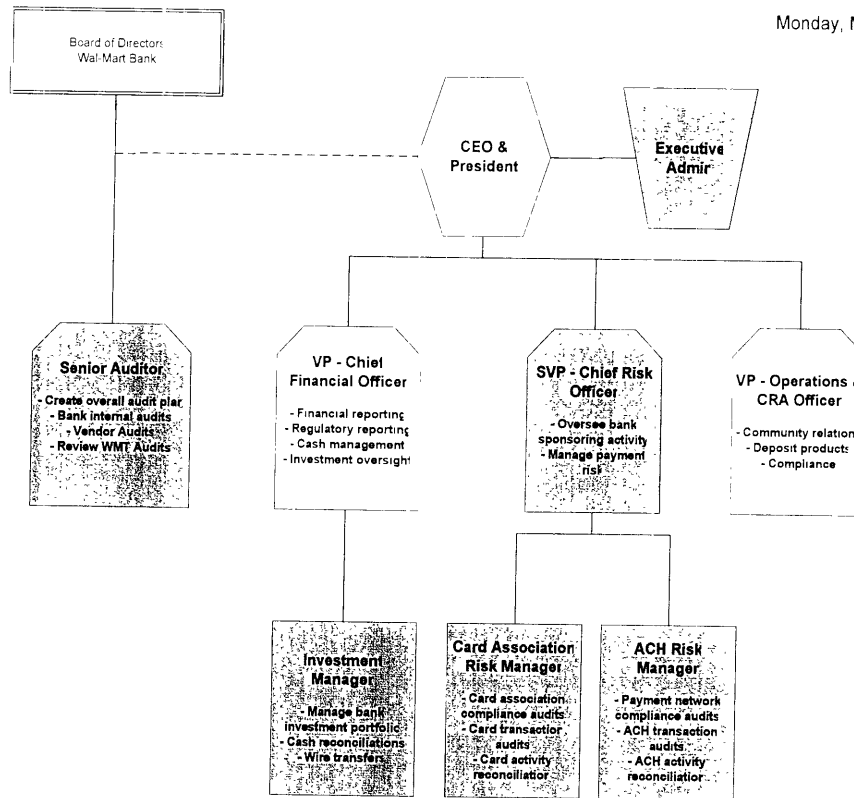 Monday,
Board of Directors
Wal-Mart Bank
CEO &
President
Executive
Admin
Senior Auditor
- Create overall audit plan
- Bank internal audits
- Vendor Audits
- Review WMT Audits
VP - Chief
Financial Officer
- Financial reporting
- Regulatory reporting
- Cash management
- Investment oversight
SVP - Chief Risk
Officer
- Oversee bank
sponsoring activity
- Manage payment
risk
VP - Operations &
CRA Officer
- Community relation
- Deposit products
- Compliance
Investment
Manager
- Manage bank
investment portfolio
- Cash reconciliations
- Wire transfers
Card Association
Risk Manager
- Card association
compliance audits
- Card transaction
audits
- Card activity
reconciliation
ACH Risk
Manager
- Payment network
compliance audits
- ACH transaction
audits
- ACH activity
reconciliation